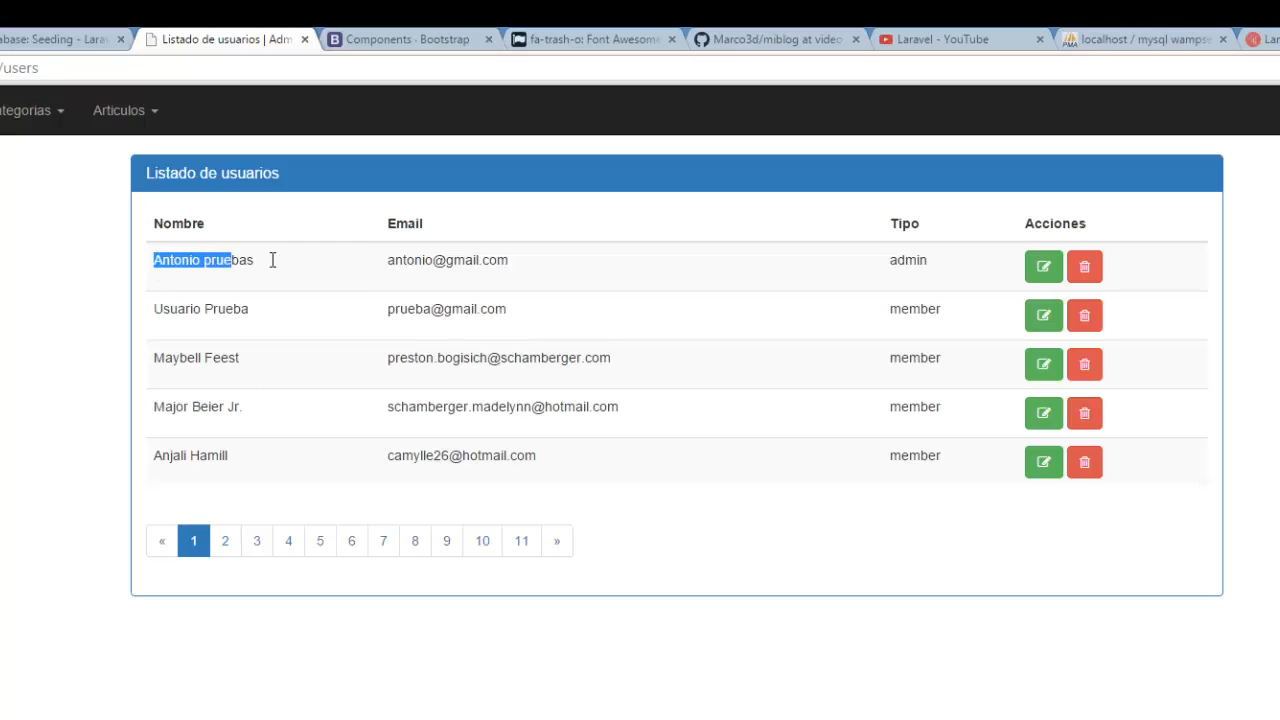 abase: Seeding - Lara
Listado de usuarios | Adm
Components · Bootstrap
fa-trash-o: Font Awesome
Marco3d/miblog at video
Laravel - YouTube
localhost / mysql wampse
Lar
/users
tegorias
Articulos
Listado de usuarios
Nombre Email Tipo Acciones
Antonio pruebas antonio@gmail.com admin
Usuario Prueba prueba@gmail.com member
Maybell Feest preston.bogisich@schamberger.com member
Major Beier Jr. schamberger.madelynn@hotmail.com member
Anjali Hamill camylle26@hotmail.com member
« 1 2 3 4 5 6 7 8 9 10 11 »